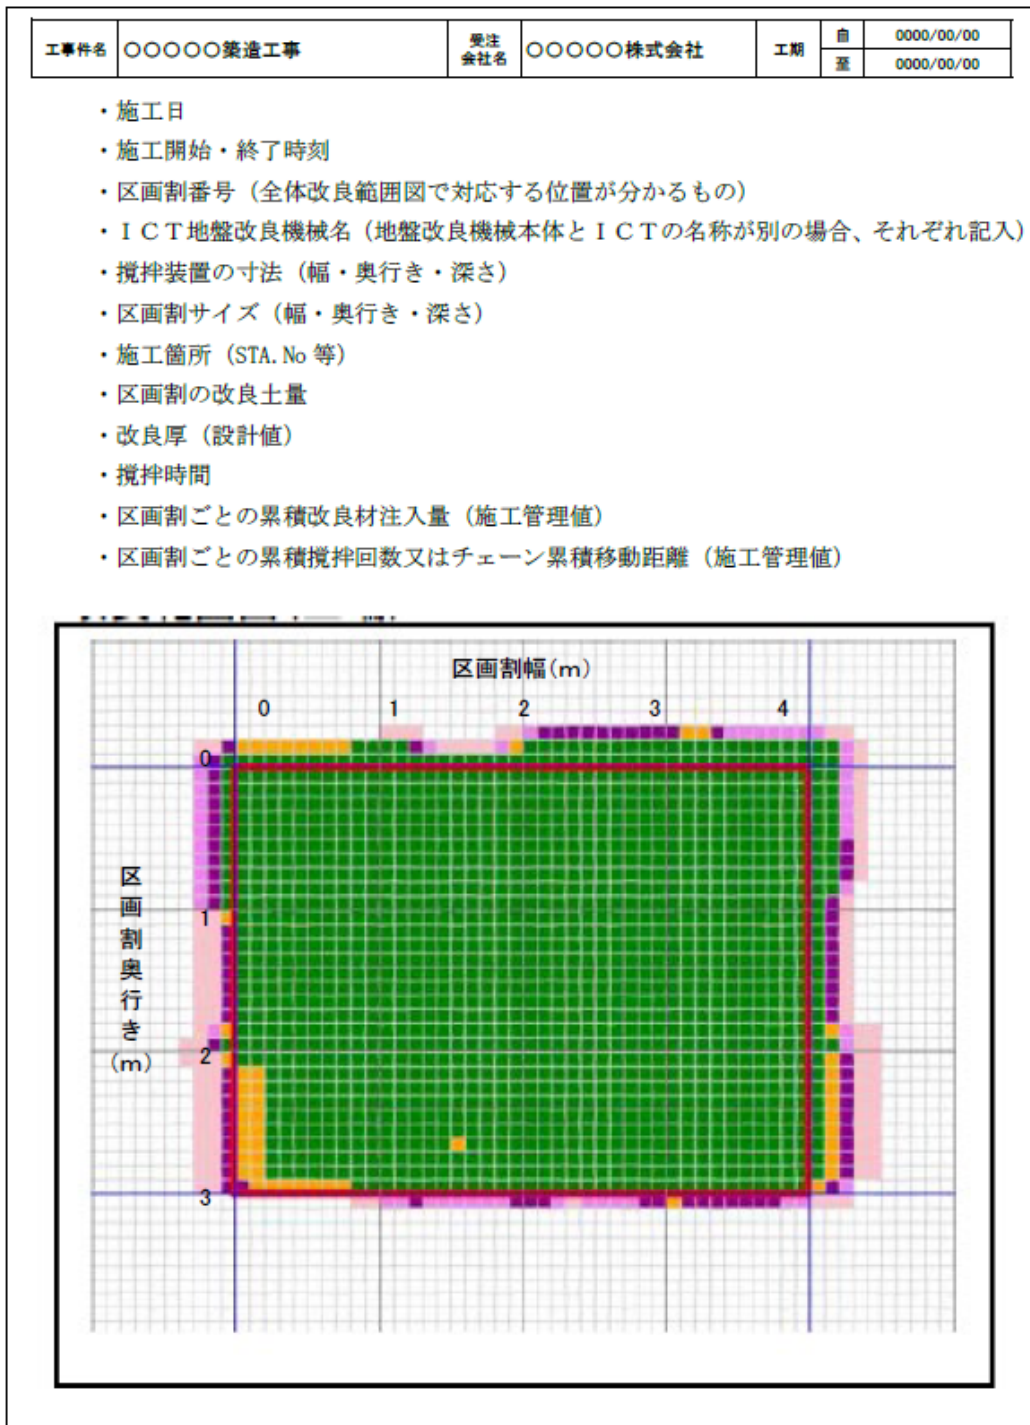 工事件名 〇〇〇〇〇築造工事 受注会社名 〇〇〇〇〇株式会社 工期 自 0000/00/00
至 0000/00/00
・施工日
・施工開始・終了時刻
・区画割番号（全体改良範囲図で対応する位置が分かるもの）
・ＩＣＴ地盤改良機械名（地盤改良機械本体とＩＣＴの名称が別の場合、それぞれ記入）
・撹拌装置の寸法（幅・奥行き・深さ）
・区画割サイズ（幅・奥行き・深さ）
・施工箇所（STA.No 等）
・区画割の改良土量
・改良厚（設計値）
・撹拌時間
・区画割ごとの累積改良材注入量（施工管理値）
・区画割ごとの累積撹拌回数又はチェーン累積移動距離（施工管理値）
区画割幅(m)
0 1 2 3 4
0
区画割奥行き(m)
1
2
3